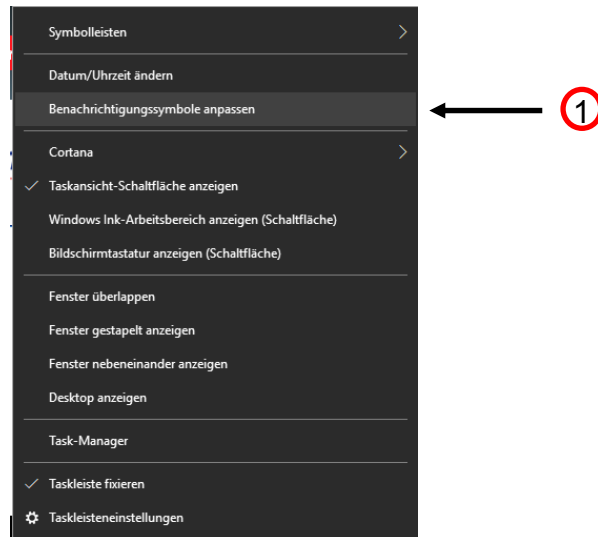 Symbolleisten
Datum/Uhrzeit ändern
Benachrichtigungssymbole anpassen
1
Cortana
Taskansicht-Schaltfläche anzeigen
Windows Ink-Arbeitsbereich anzeigen (Schaltfläche)
Bildschirmtastatur anzeigen (Schaltfläche)
Fenster überlappen
Fenster gestapelt anzeigen
Fenster nebeneinander anzeigen
Desktop anzeigen
Task-Manager
Taskleiste fixieren
Taskleisteneinstellungen